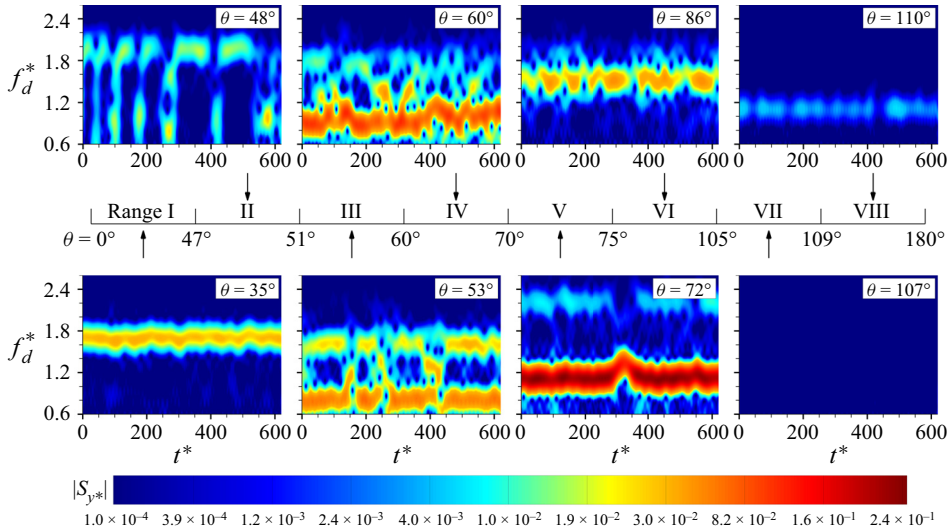 θ = 48° θ = 60° θ = 86° θ = 110°
f*d
2.4
1.8
1.2
0.6
0 200 400 600 0 200 400 600 0 200 400 600 0 200 400 600
Range I II III IV V VI VII VIII
θ = 0° 47° 51° 60° 70° 75° 105° 109° 180°
θ = 35° θ = 53° θ = 72° θ = 107°
f*d
2.4
1.8
1.2
0.6
0 200 400 600 0 200 400 600 0 200 400 600 0 200 400 600
t* t* t* t*
|Sy*|
1.0 × 10–4 3.9 × 10–4 1.2 × 10–3 2.4 × 10–3 4.0 × 10–3 1.0 × 10–2 1.9 × 10–2 3.0 × 10–2 8.2 × 10–2 1.6 × 10–1 2.4 × 10–1